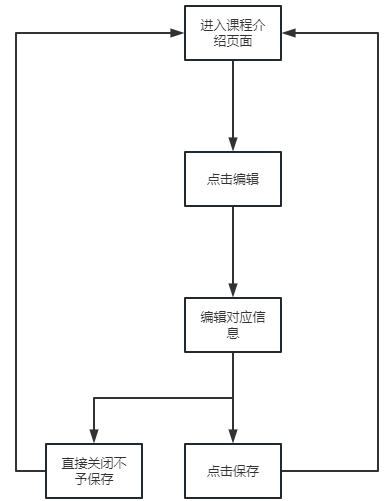 进入课程介
绍页面
点击编辑
编辑对应信
息
直接关闭不
予保存
点击保存